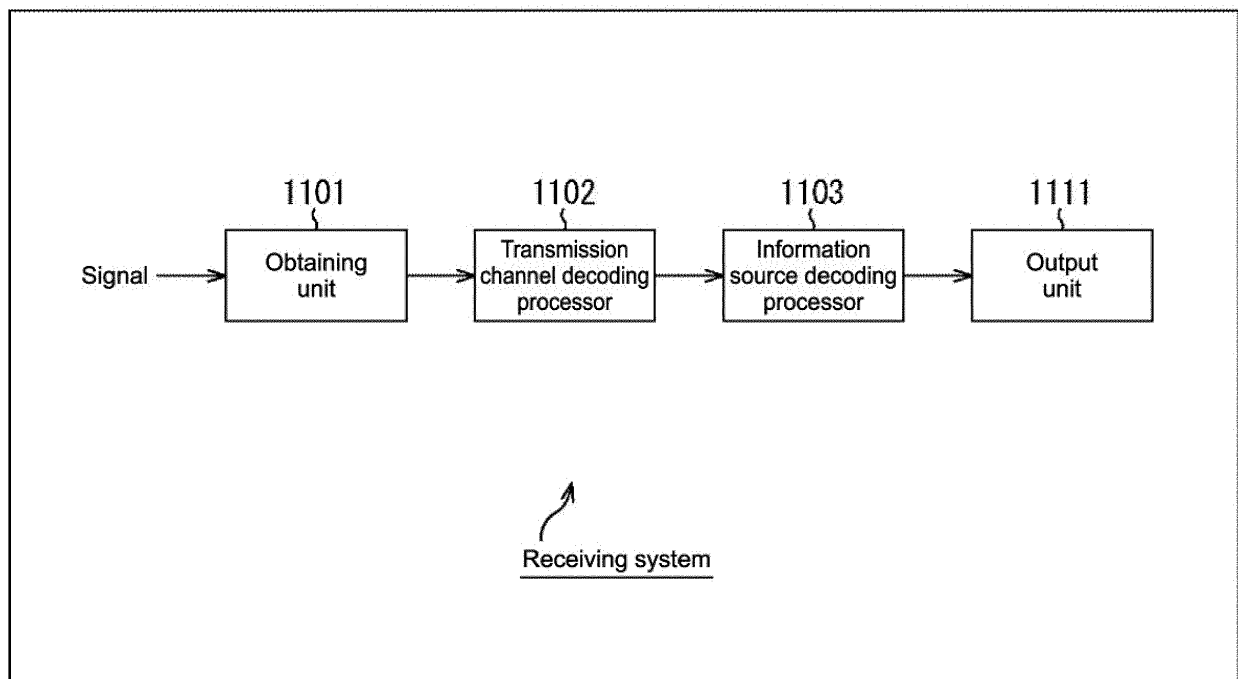 1101
1102
1103
1111
Signal
Obtaining
unit
Transmission
channel decoding
processor
Information
source decoding
processor
Output
unit
Receiving system